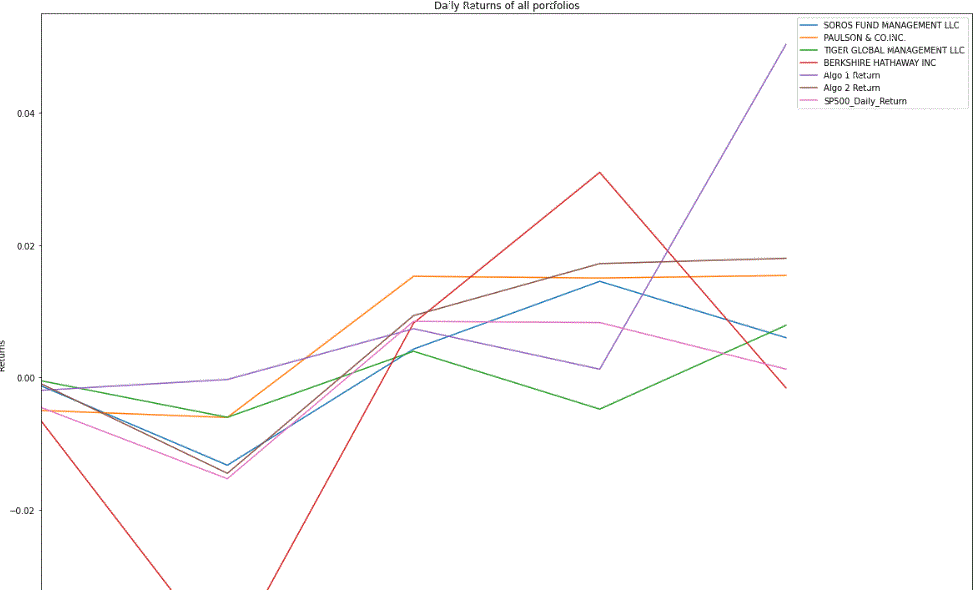 Daily Returns of all portfolios
SOROS FUND MANAGEMENT LLC
PAULSON & CO.INC.
TIGER GLOBAL MANAGEMENT LLC
BERKSHIRE HATHAWAY INC
Algo 1 Return
Algo 2 Return
SP500_Daily_Return
0.04
0.02
0.00
−0.02
Returns